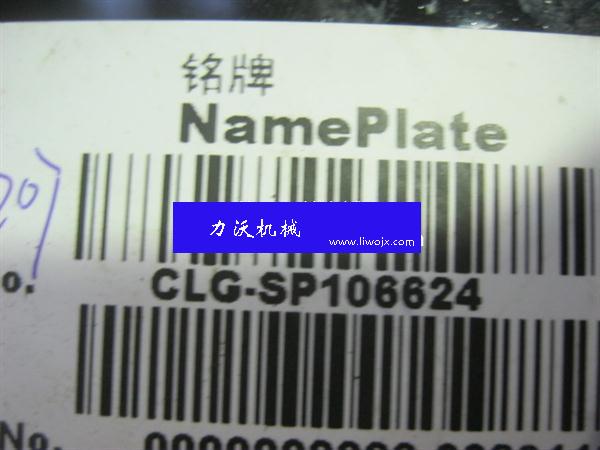 铭牌
NamePlate
力沃机械
www.liwojx.com
o. CLG-SP106624
No.